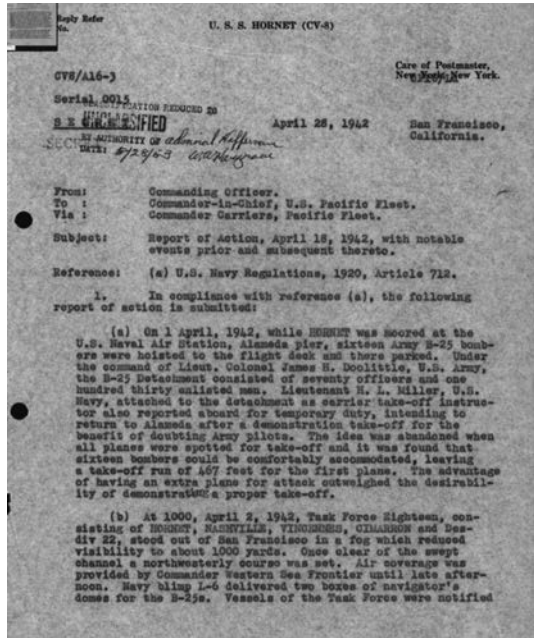 Reply Refer
No.
U. S. S. HORNET (CV-8)
CV8/A16-3
Care of Postmaster,
New York, New York.
Serial 0015
CLASSIFICATION REDUCED TO
UNCLASSIFIED
April 28, 1942
San Francisco,
California.
BY AUTHORITY OF Admiral Hefferman
DATE: 5/28/53
From: Commanding Officer.
To : Commander-in-Chief, U.S. Pacific Fleet.
Via : Commander Carriers, Pacific Fleet.
Subject: Report of Action, April 18, 1942, with notable
events prior and subsequent thereto.
Reference: (a) U.S. Navy Regulations, 1920, Article 712.
1. In compliance with reference (a), the following
report of action is submitted:
(a) On 1 April, 1942, while HORNET was moored at the
U.S. Naval Air Station, Alameda pier, sixteen Army B-25 bomb-
ers were hoisted to the flight deck and there parked. Under
the command of Lieut. Colonel James H. Doolittle, U.S. Army,
the B-25 Detachment consisted of seventy officers and one
hundred thirty enlisted men. Lieutenant H. L. Miller, U.S.
Navy, attached to the detachment as carrier take-off instruc-
tor also reported aboard for temporary duty, intending to
return to Alameda after a demonstration take-off for the
benefit of doubting Army pilots. The idea was abandoned when
all planes were spotted for take-off and it was found that
sixteen bombers could be comfortably accommodated, leaving
a take-off run of 467 feet for the first plane. The advantage
of having an extra plane for attack outweighed the desirabil-
ity of demonstrating a proper take-off.
(b) At 1000, April 2, 1942, Task Force Eighteen, con-
sisting of HORNET, NASHVILLE, VINCENNES, CIMARRON and Des-
div 22, stood out of San Francisco in a fog which reduced
visibility to about 1000 yards. Once clear of the swept
channel a northwesterly course was set. Air coverage was
provided by Commander Western Sea Frontier until late after-
noon. Navy blimp L-6 delivered two boxes of navigator's
domes for the B-25s. Vessels of the Task Force were notified